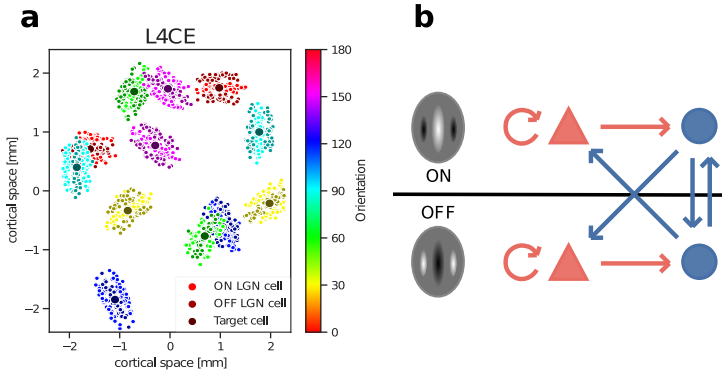 a
L4CE
2
1
0
−1
−2
cortical space [mm]
−2
−1
0
1
2
cortical space [mm]
ON LGN cell
OFF LGN cell
Target cell
180
150
120
90
60
30
0
Orientation
b
ON
OFF